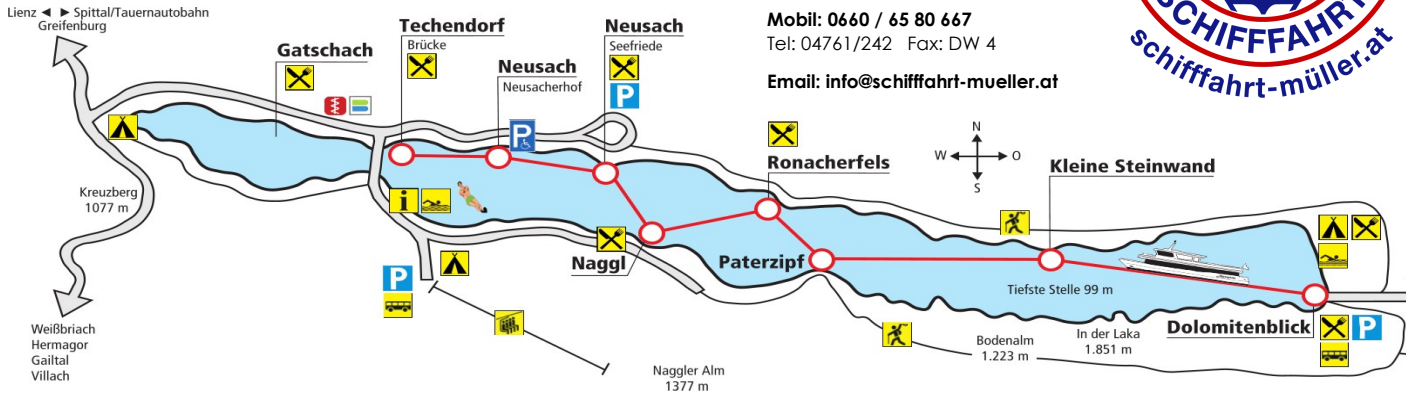 Lienz ◄ ► Spittal/Tauernautobahn
Greifenburg
Gatschach
Techendorf
Brücke
Neusach
Neusacherhof
Neusach
Seefriede
P
P
Mobil: 0660 / 65 80 667
Tel: 04761/242 Fax: DW 4
Email: info@schifffahrt-mueller.at
SCHIFFFAHRT
schifffahrt-müller.at
Ronacherfels
N
W O
S
Kleine Steinwand
Kreuzberg
1077 m
i
Naggl
Paterzipf
P
Tiefste Stelle 99 m
Dolomitenblick
P
Bodenalm
1.223 m
In der Laka
1.851 m
Weißbriach
Hermagor
Gailtal
Villach
Naggler Alm
1377 m